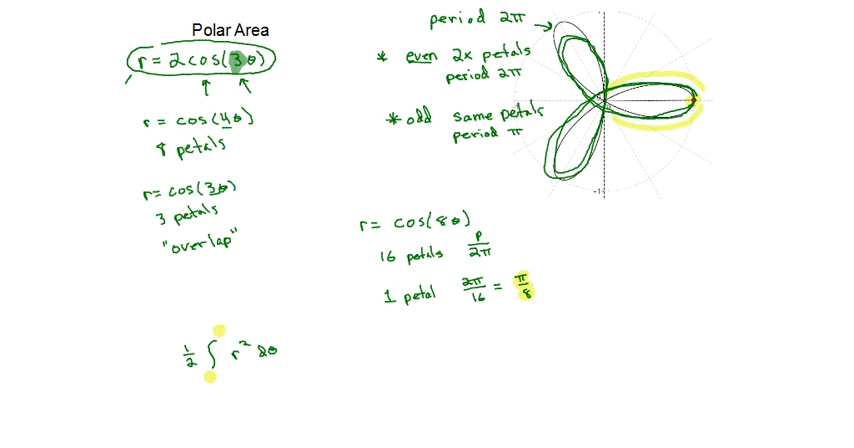 Polar Area
r = 2cos(3θ)
r = cos(4θ)
8 petals
r = cos(3θ)
3 petals
"overlap"
1/2 ∫ r² dθ
period 2π
* even 2x petals
period 2π
* odd same petals
period π
r = cos(8θ)
16 petals P/2π
1 petal 2π/16 = π/8
-1